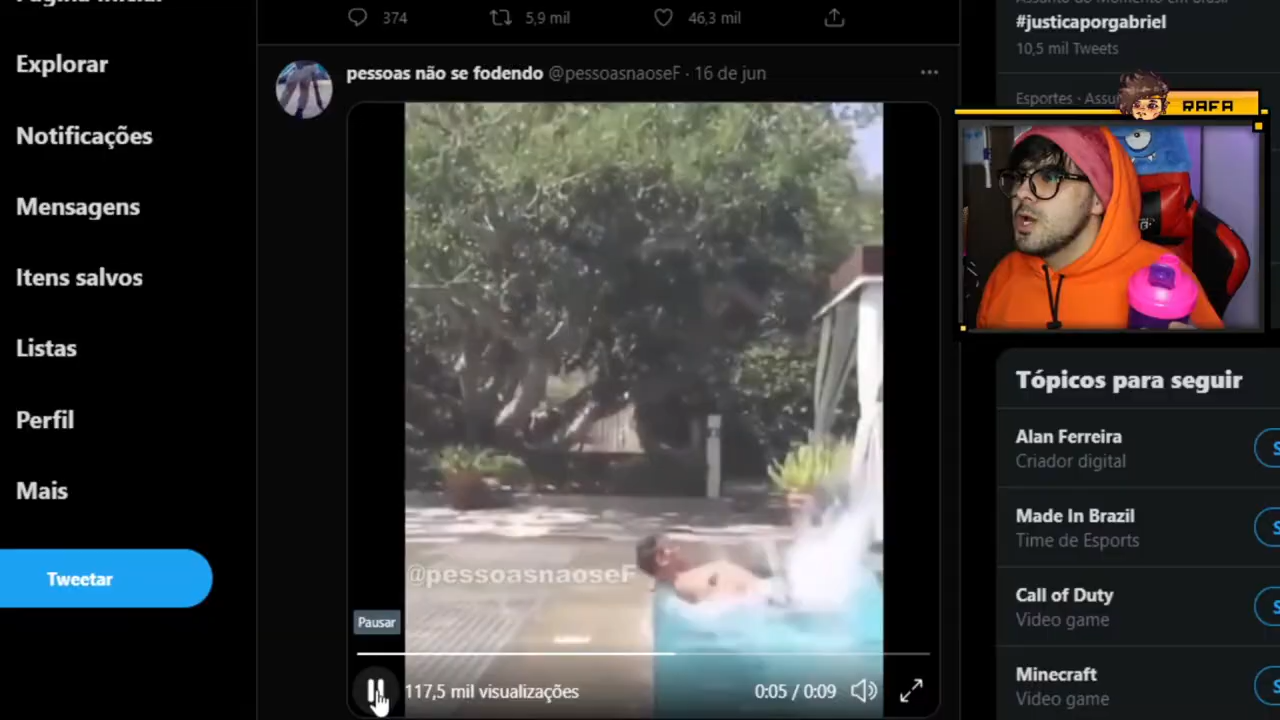 Explorar
Notificações
Mensagens
Itens salvos
Listas
Perfil
Mais
Tweetar
374 5,9 mil 46,3 mil
pessoas não se fodendo @pessoasnaoseF · 16 de jun
@pessoasnaoseF
Pausar
117,5 mil visualizações 0:05 / 0:09
#justicaporgabriel
10,5 mil Tweets
Esportes ·
RAFA
Tópicos para seguir
Alan Ferreira
Criador digital
Made In Brazil
Time de Esports
Call of Duty
Video game
Minecraft
Video game